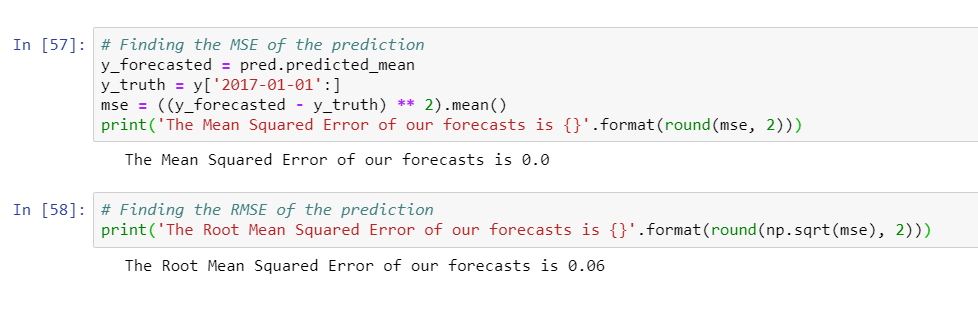 In [57]: # Finding the MSE of the prediction
y_forecasted = pred.predicted_mean
y_truth = y['2017-01-01':]
mse = ((y_forecasted - y_truth) ** 2).mean()
print('The Mean Squared Error of our forecasts is {}'.format(round(mse, 2)))
The Mean Squared Error of our forecasts is 0.0
In [58]: # Finding the RMSE of the prediction
print('The Root Mean Squared Error of our forecasts is {}'.format(round(np.sqrt(mse), 2)))
The Root Mean Squared Error of our forecasts is 0.06